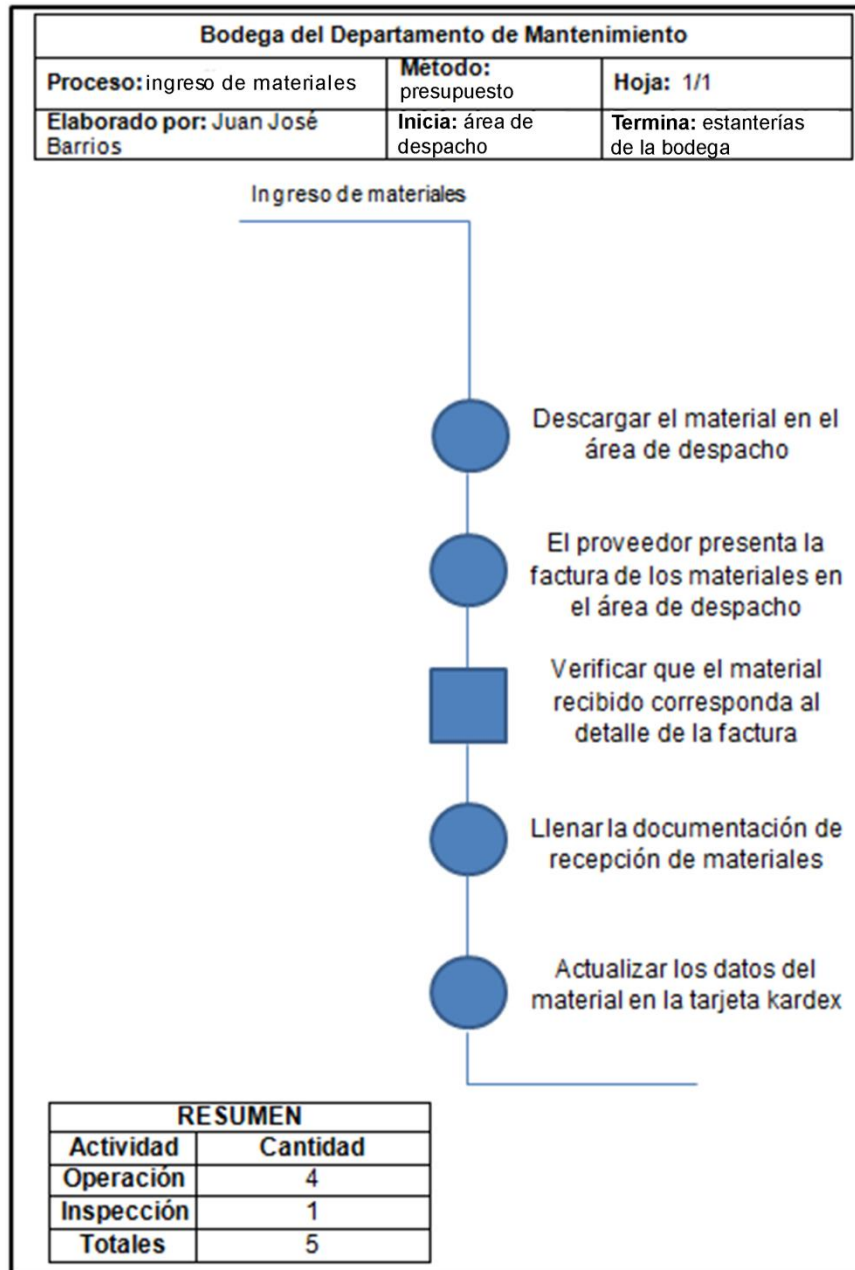 Bodega del Departamento de Mantenimiento
Proceso: ingreso de materiales
Método:
presupuesto
Hoja: 1/1
Elaborado por: Juan José
Barrios
Inicia: área de
despacho
Termina: estanterías
de la bodega
Ingreso de materiales
Descargar el material en el
área de despacho
El proveedor presenta la
factura de los materiales en
el área de despacho
Verificar que el material
recibido corresponda al
detalle de la factura
Llenar la documentación de
recepción de materiales
Actualizar los datos del
material en la tarjeta kardex
RESUMEN
Actividad Cantidad
Operación 4
Inspección 1
Totales 5